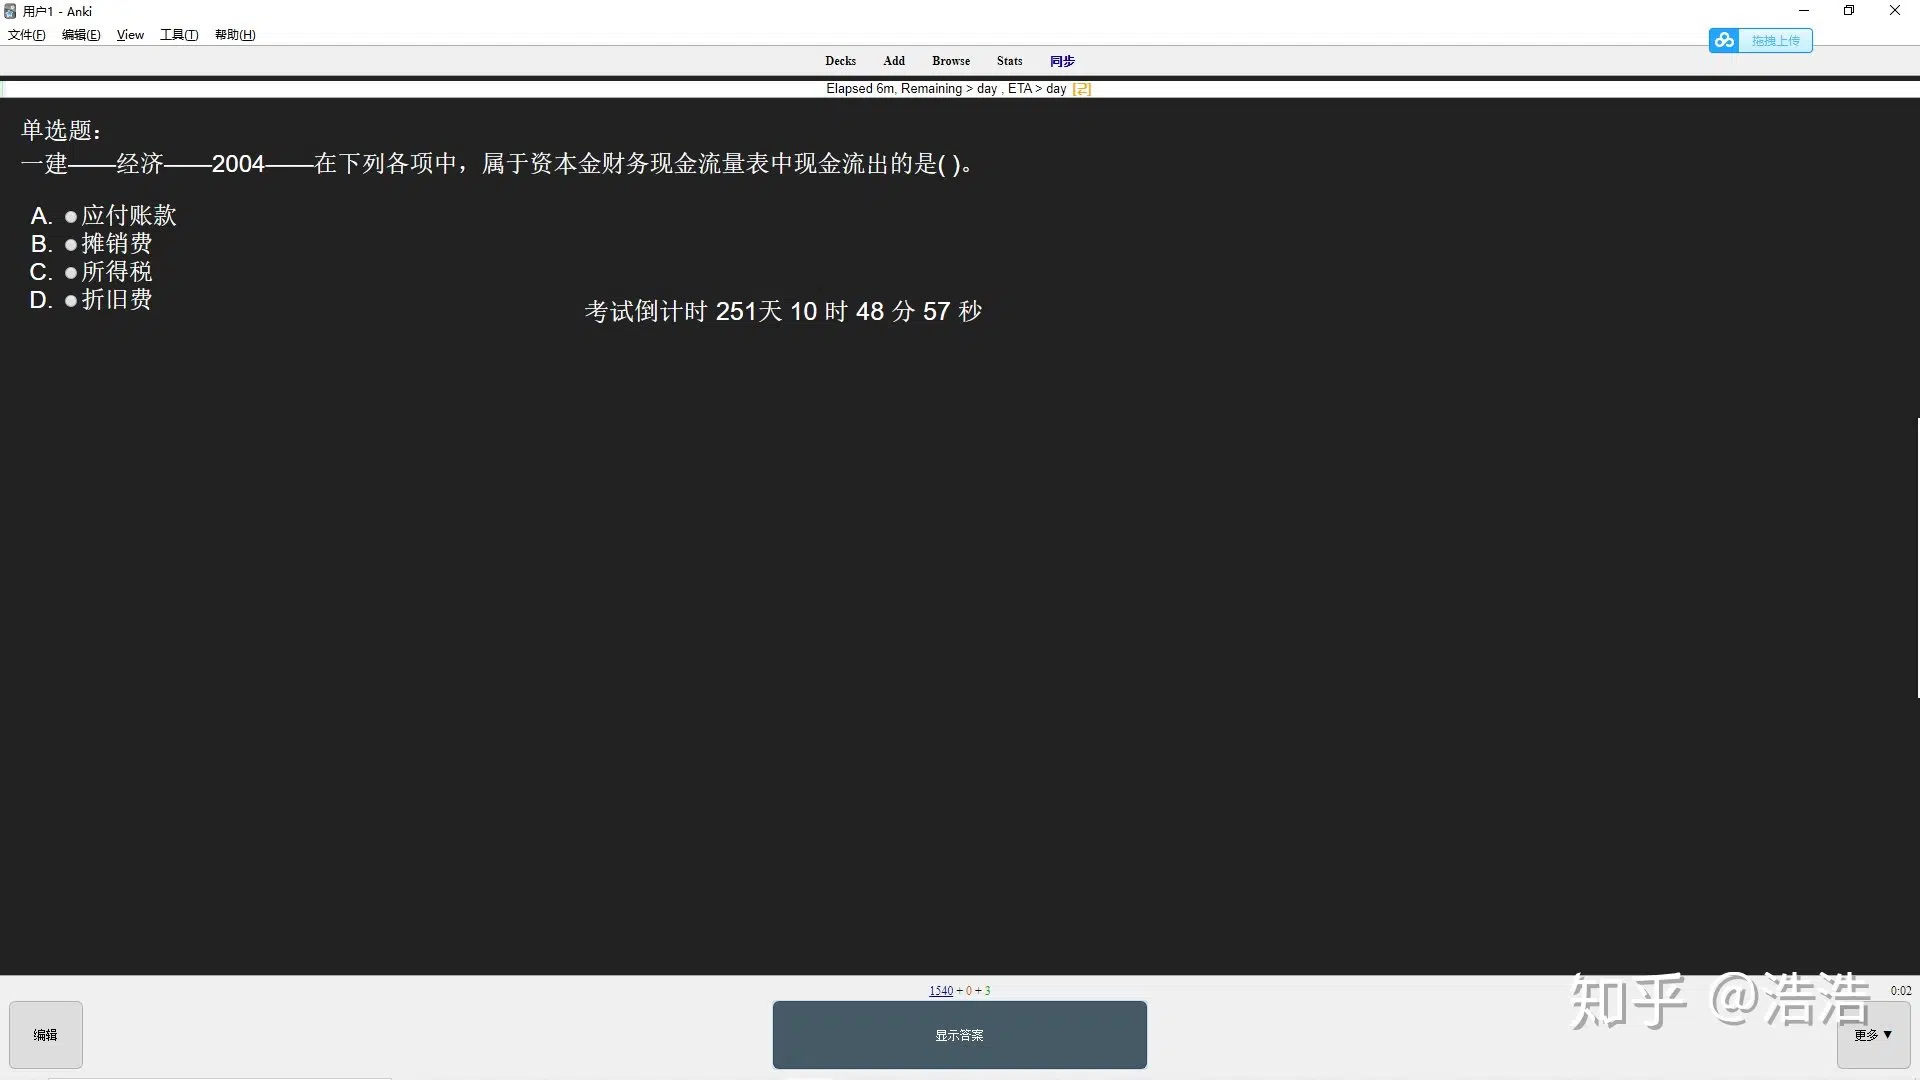 用户1 - Anki
文件(F) 编辑(E) View 工具(T) 帮助(H)
拖拽上传
Decks Add Browse Stats 同步
Elapsed 6m, Remaining > day , ETA > day [⥄]
单选题：
一建——经济——2004——在下列各项中，属于资本金财务现金流量表中现金流出的是( )。
A. 应付账款
B. 摊销费
C. 所得税
D. 折旧费
考试倒计时 251天 10 时 48 分 57 秒
1540 + 0 + 3
0:02
编辑
显示答案
更多 ▼
知乎 @浩浩